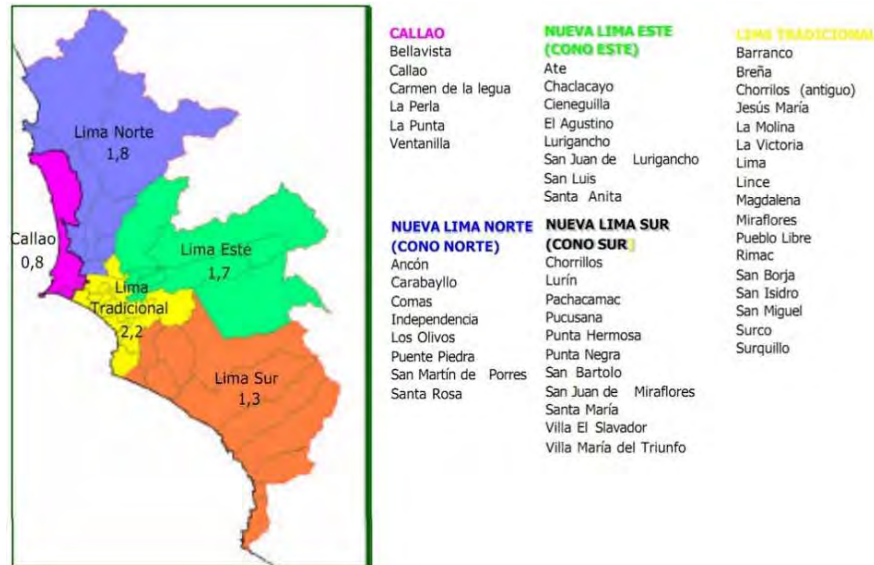 Lima Norte
1,8
Callao
0,8
Lima Este
1,7
Lima
Tradicional
2,2
Lima Sur
1,3
CALLAO
Bellavista
Callao
Carmen de la legua
La Perla
La Punta
Ventanilla
NUEVA LIMA ESTE
(CONO ESTE)
Ate
Chaclacayo
Cieneguilla
El Agustino
Lurigancho
San Juan de Lurigancho
San Luis
Santa Anita
LIMA TRADICIONAL
Barranco
Breña
Chorrilos (antiguo)
Jesús María
La Molina
La Victoria
Lima
Lince
Magdalena
Miraflores
Pueblo Libre
Rimac
San Borja
San Isidro
San Miguel
Surco
Surquillo
NUEVA LIMA NORTE
(CONO NORTE)
Ancón
Carabayllo
Comas
Independencia
Los Olivos
Puente Piedra
San Martín de Porres
Santa Rosa
NUEVA LIMA SUR
(CONO SUR)
Chorrillos
Lurín
Pachacamac
Pucusana
Punta Hermosa
Punta Negra
San Bartolo
San Juan de Miraflores
Santa María
Villa El Slavador
Villa María del Triunfo